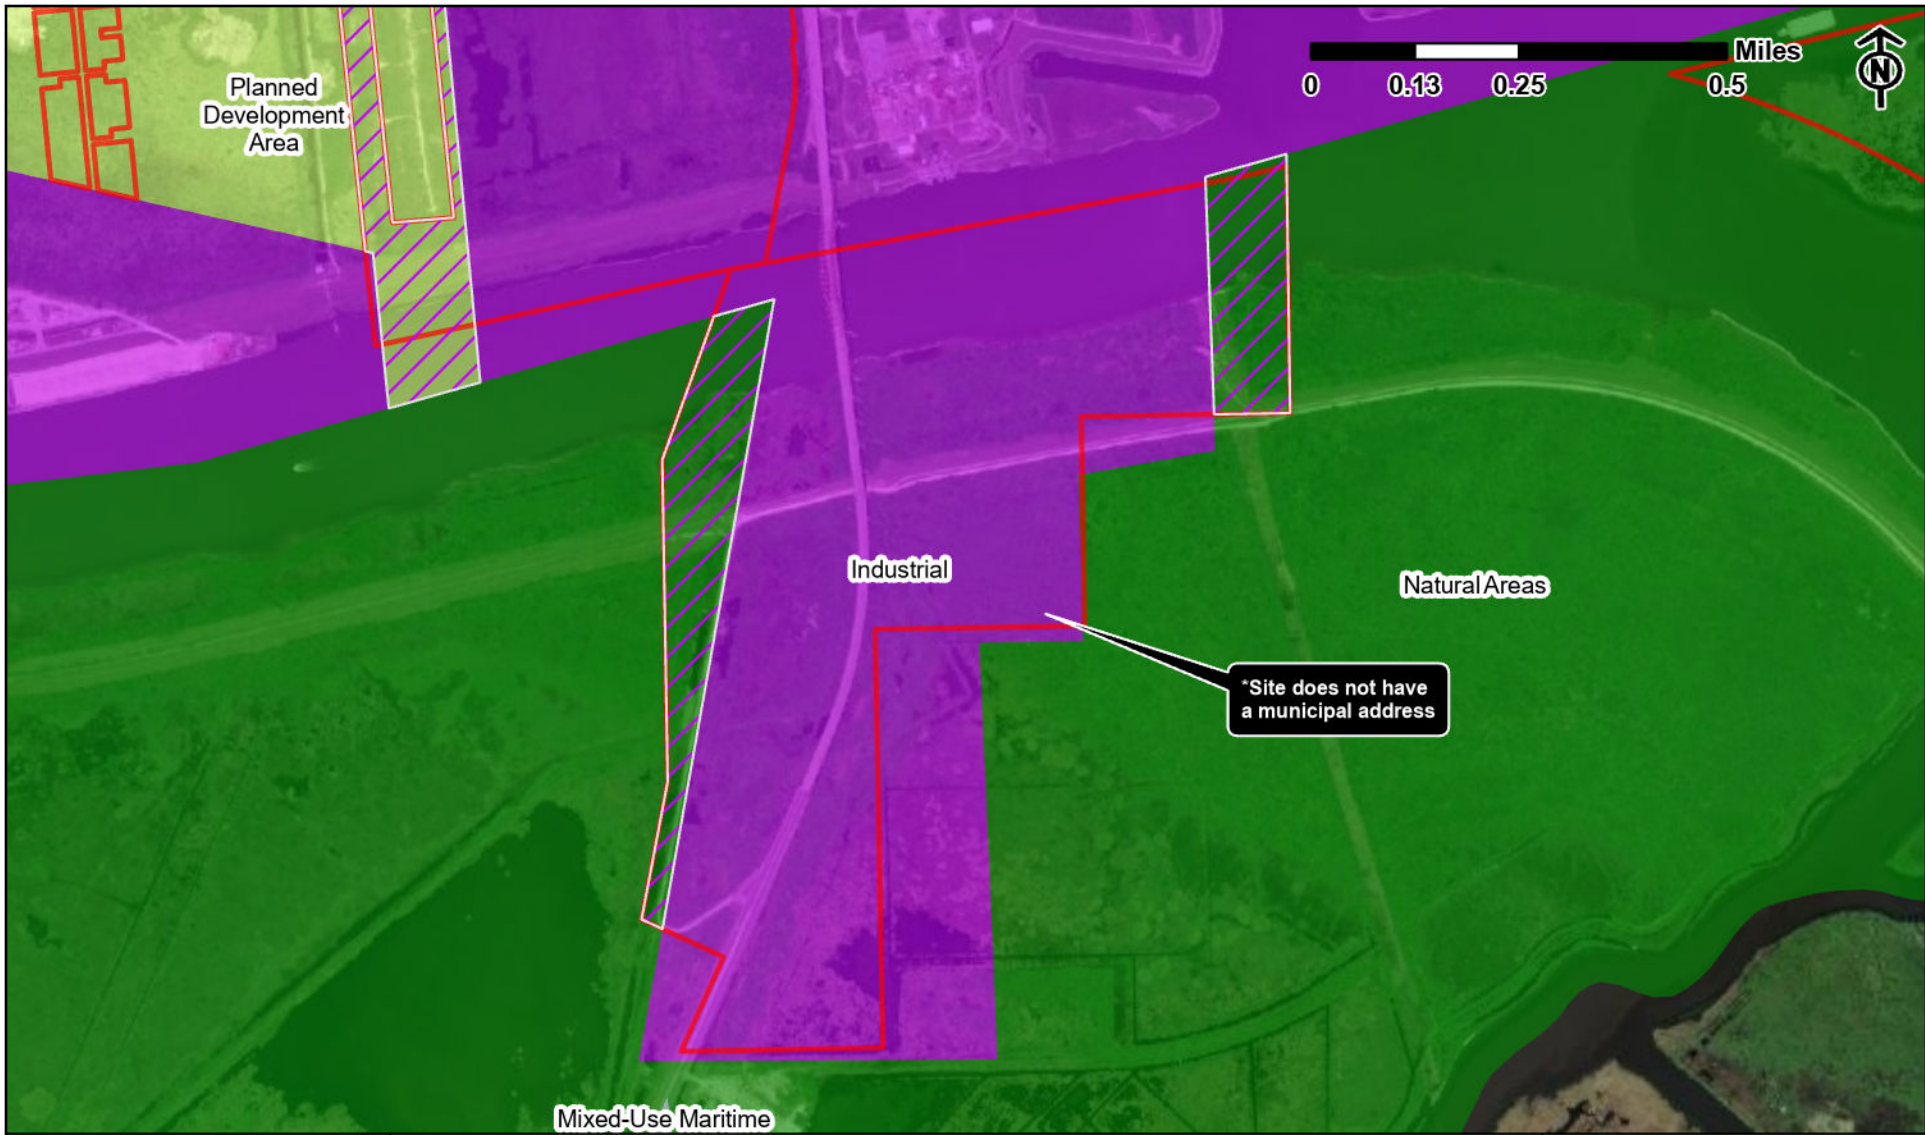 Miles
0 0.13 0.25 0.5
N
Planned
Development
Area
Industrial
Natural Areas
*Site does not have
a municipal address
Mixed-Use Maritime